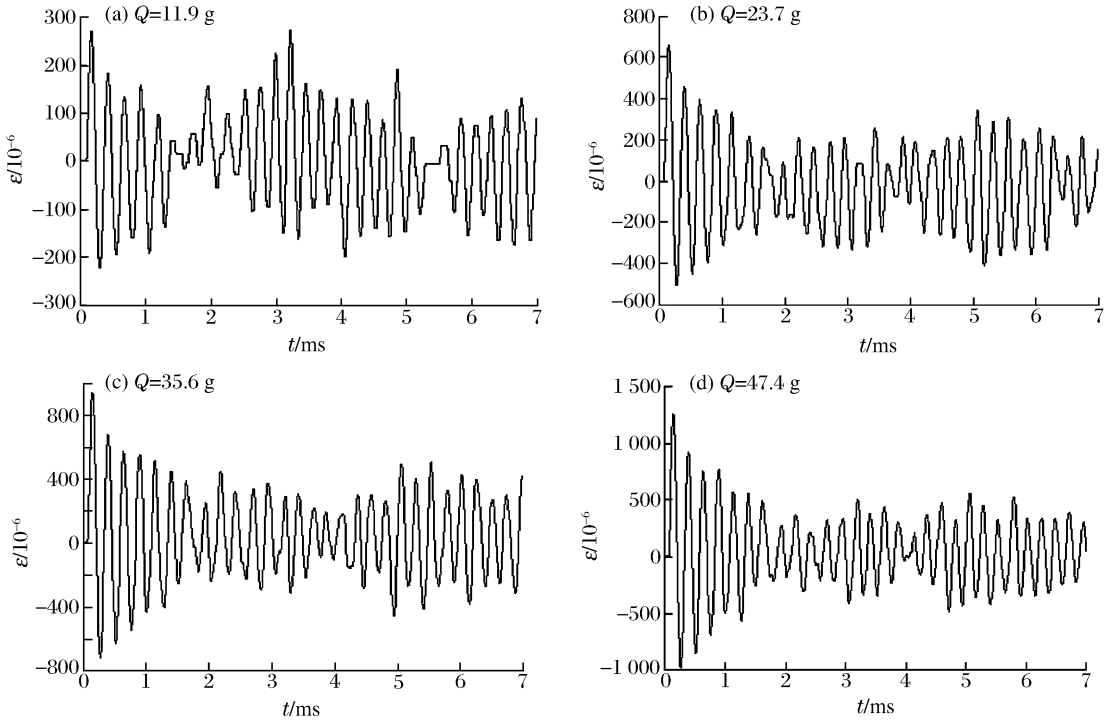 (a) Q=11.9 g
300
200
100
0
−100
−200
−300
ε/10⁻⁶
0 1 2 3 4 5 6 7
t/ms
(b) Q=23.7 g
800
600
400
200
0
−200
−400
−600
ε/10⁻⁶
0 1 2 3 4 5 6 7
t/ms
(c) Q=35.6 g
800
400
0
−400
−800
ε/10⁻⁶
0 1 2 3 4 5 6 7
t/ms
(d) Q=47.4 g
1 500
1 000
500
0
−500
−1 000
ε/10⁻⁶
0 1 2 3 4 5 6 7
t/ms